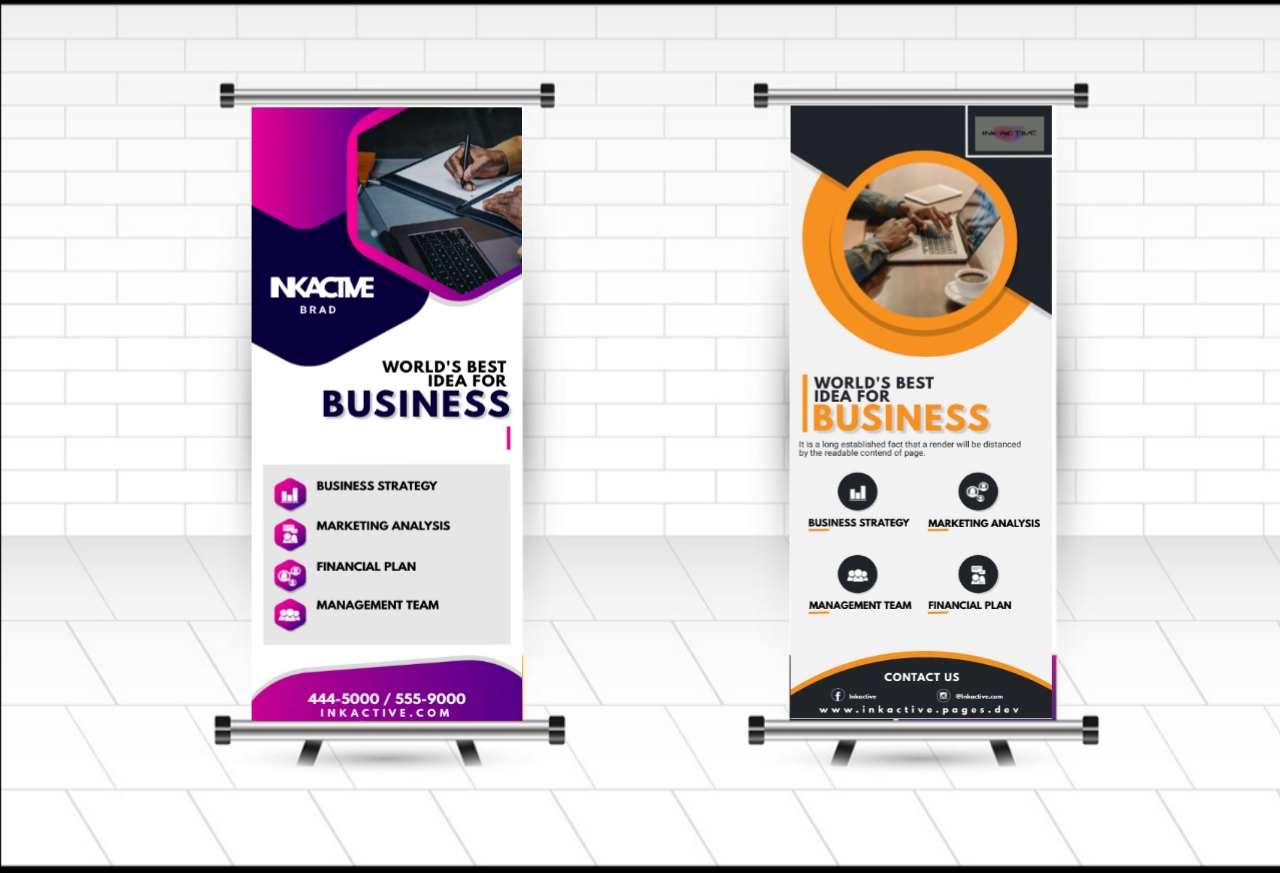 INKACTIVE
BRAD
WORLD'S BEST
IDEA FOR
BUSINESS
BUSINESS STRATEGY
MARKETING ANALYSIS
FINANCIAL PLAN
MANAGEMENT TEAM
444-5000 / 555-9000
INKACTIVE.COM
INKACTIVE
WORLD'S BEST
IDEA FOR
BUSINESS
It is a long established fact that a render will be distanced
by the readable contend of page.
BUSINESS STRATEGY
MARKETING ANALYSIS
MANAGEMENT TEAM
FINANCIAL PLAN
CONTACT US
Inkactive
@Inkactive.com
www.inkactive.pages.dev